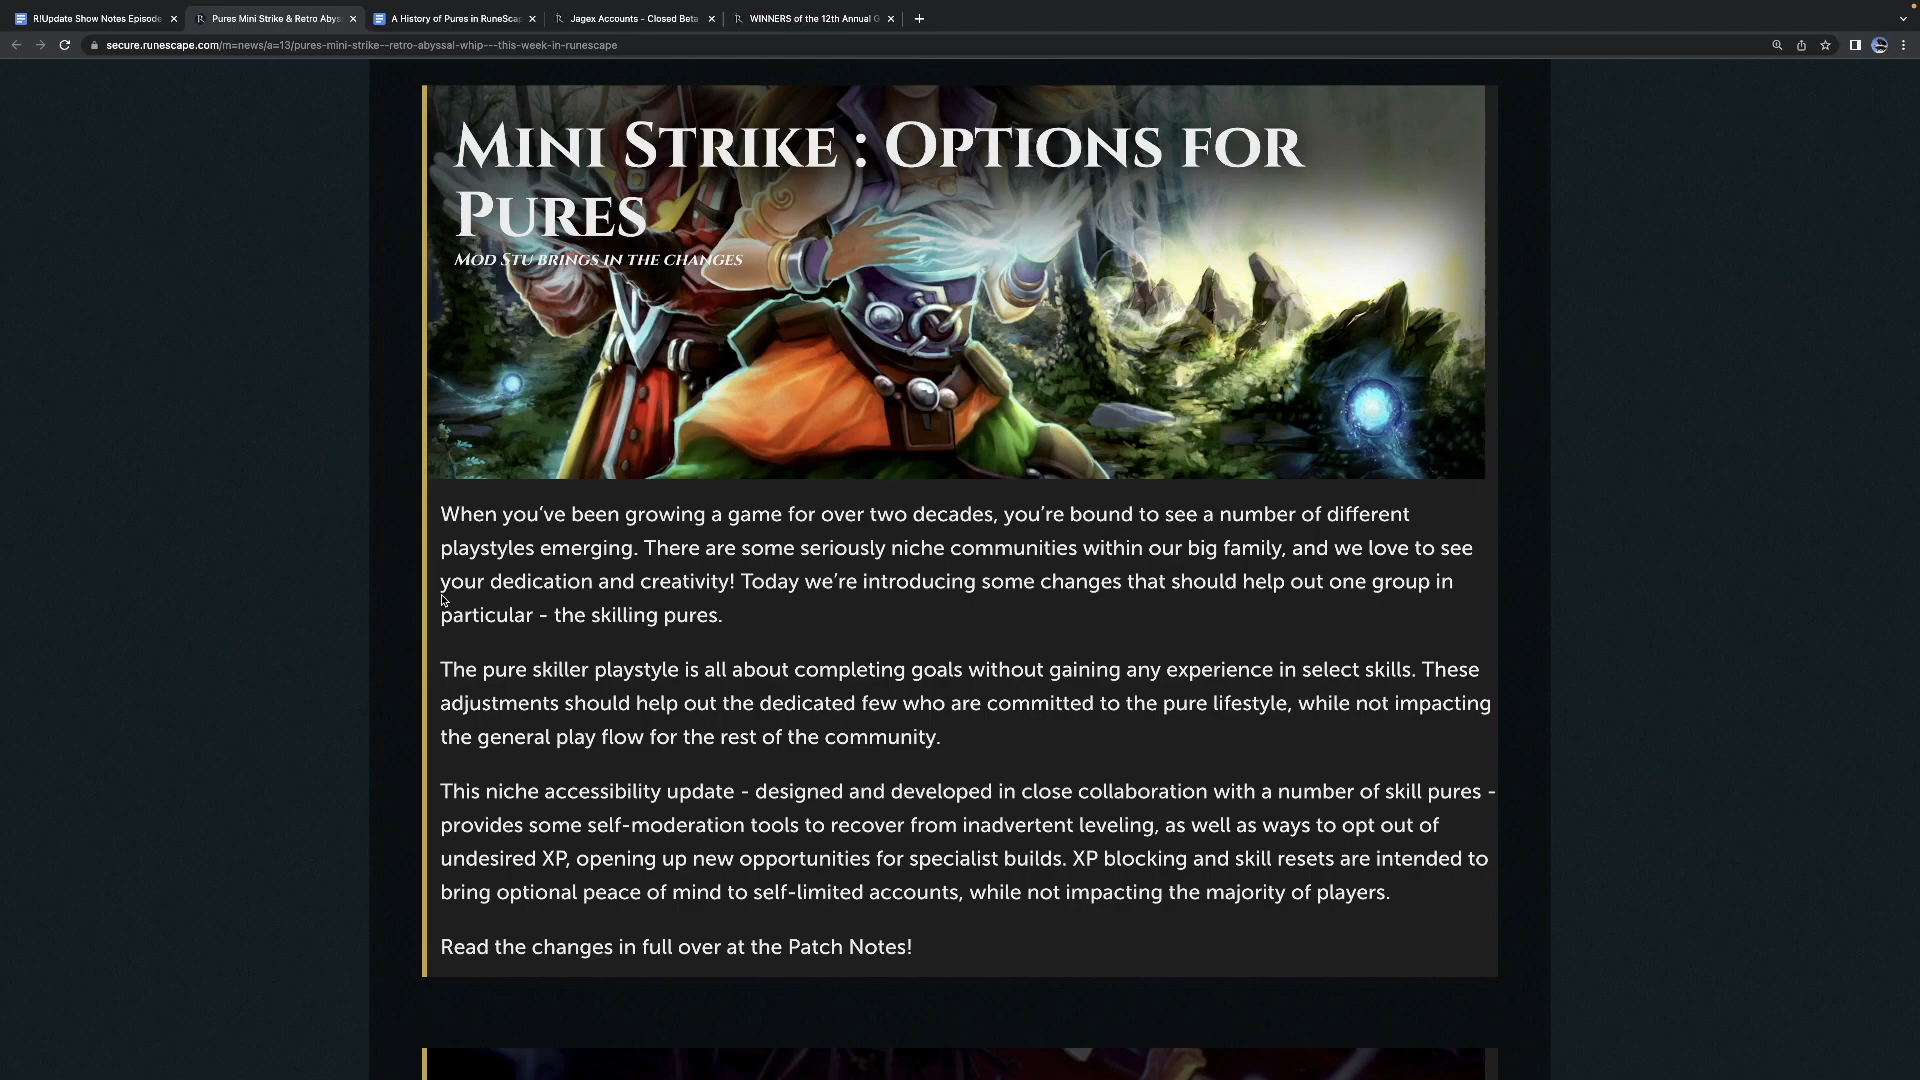 R!Update Show Notes Episode
Pures Mini Strike & Retro Abys
A History of Pures in RuneScap
Jagex Accounts - Closed Beta
WINNERS of the 12th Annual G
secure.runescape.com/m=news/a=13/pures-mini-strike--retro-abyssal-whip---this-week-in-runescape
Mini Strike : Options for
Pures
Mod Stu brings in the changes
When you’ve been growing a game for over two decades, you’re bound to see a number of different
playstyles emerging. There are some seriously niche communities within our big family, and we love to see
your dedication and creativity! Today we’re introducing some changes that should help out one group in
particular - the skilling pures.
The pure skiller playstyle is all about completing goals without gaining any experience in select skills. These
adjustments should help out the dedicated few who are committed to the pure lifestyle, while not impacting
the general play flow for the rest of the community.
This niche accessibility update - designed and developed in close collaboration with a number of skill pures -
provides some self-moderation tools to recover from inadvertent leveling, as well as ways to opt out of
undesired XP, opening up new opportunities for specialist builds. XP blocking and skill resets are intended to
bring optional peace of mind to self-limited accounts, while not impacting the majority of players.
Read the changes in full over at the Patch Notes!